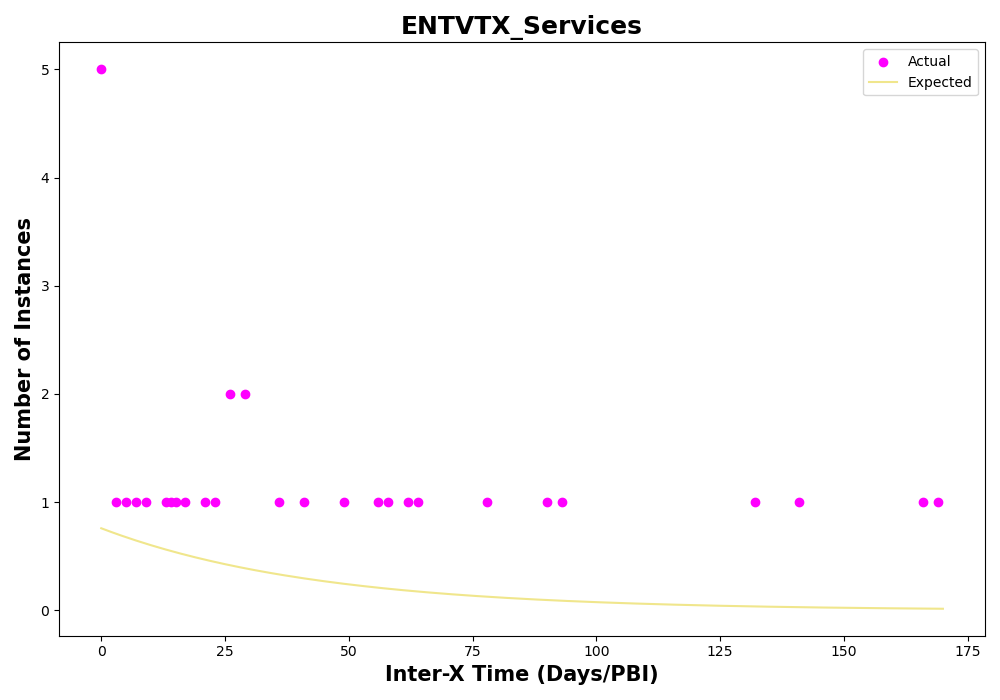 ENTVTX_Services
Actual
Expected
Number of Instances
5
4
3
2
1
0
0 25 50 75 100 125 150 175
Inter-X Time (Days/PBI)